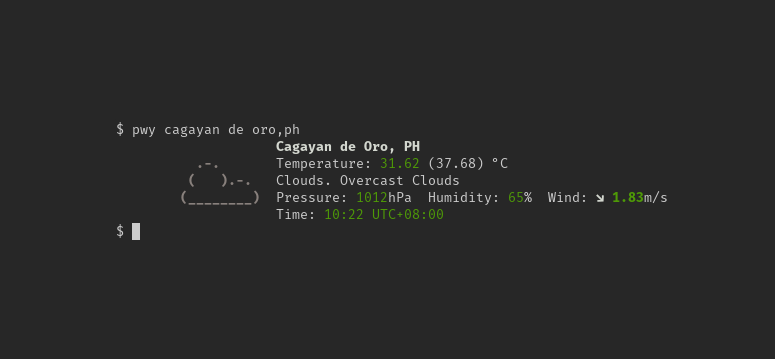 $ pwy cagayan de oro,ph
Cagayan de Oro, PH
.-. Temperature: 31.62 (37.68) °C
( ).-. Clouds. Overcast Clouds
(________) Pressure: 1012hPa Humidity: 65% Wind: ↘ 1.83m/s
Time: 10:22 UTC+08:00
$